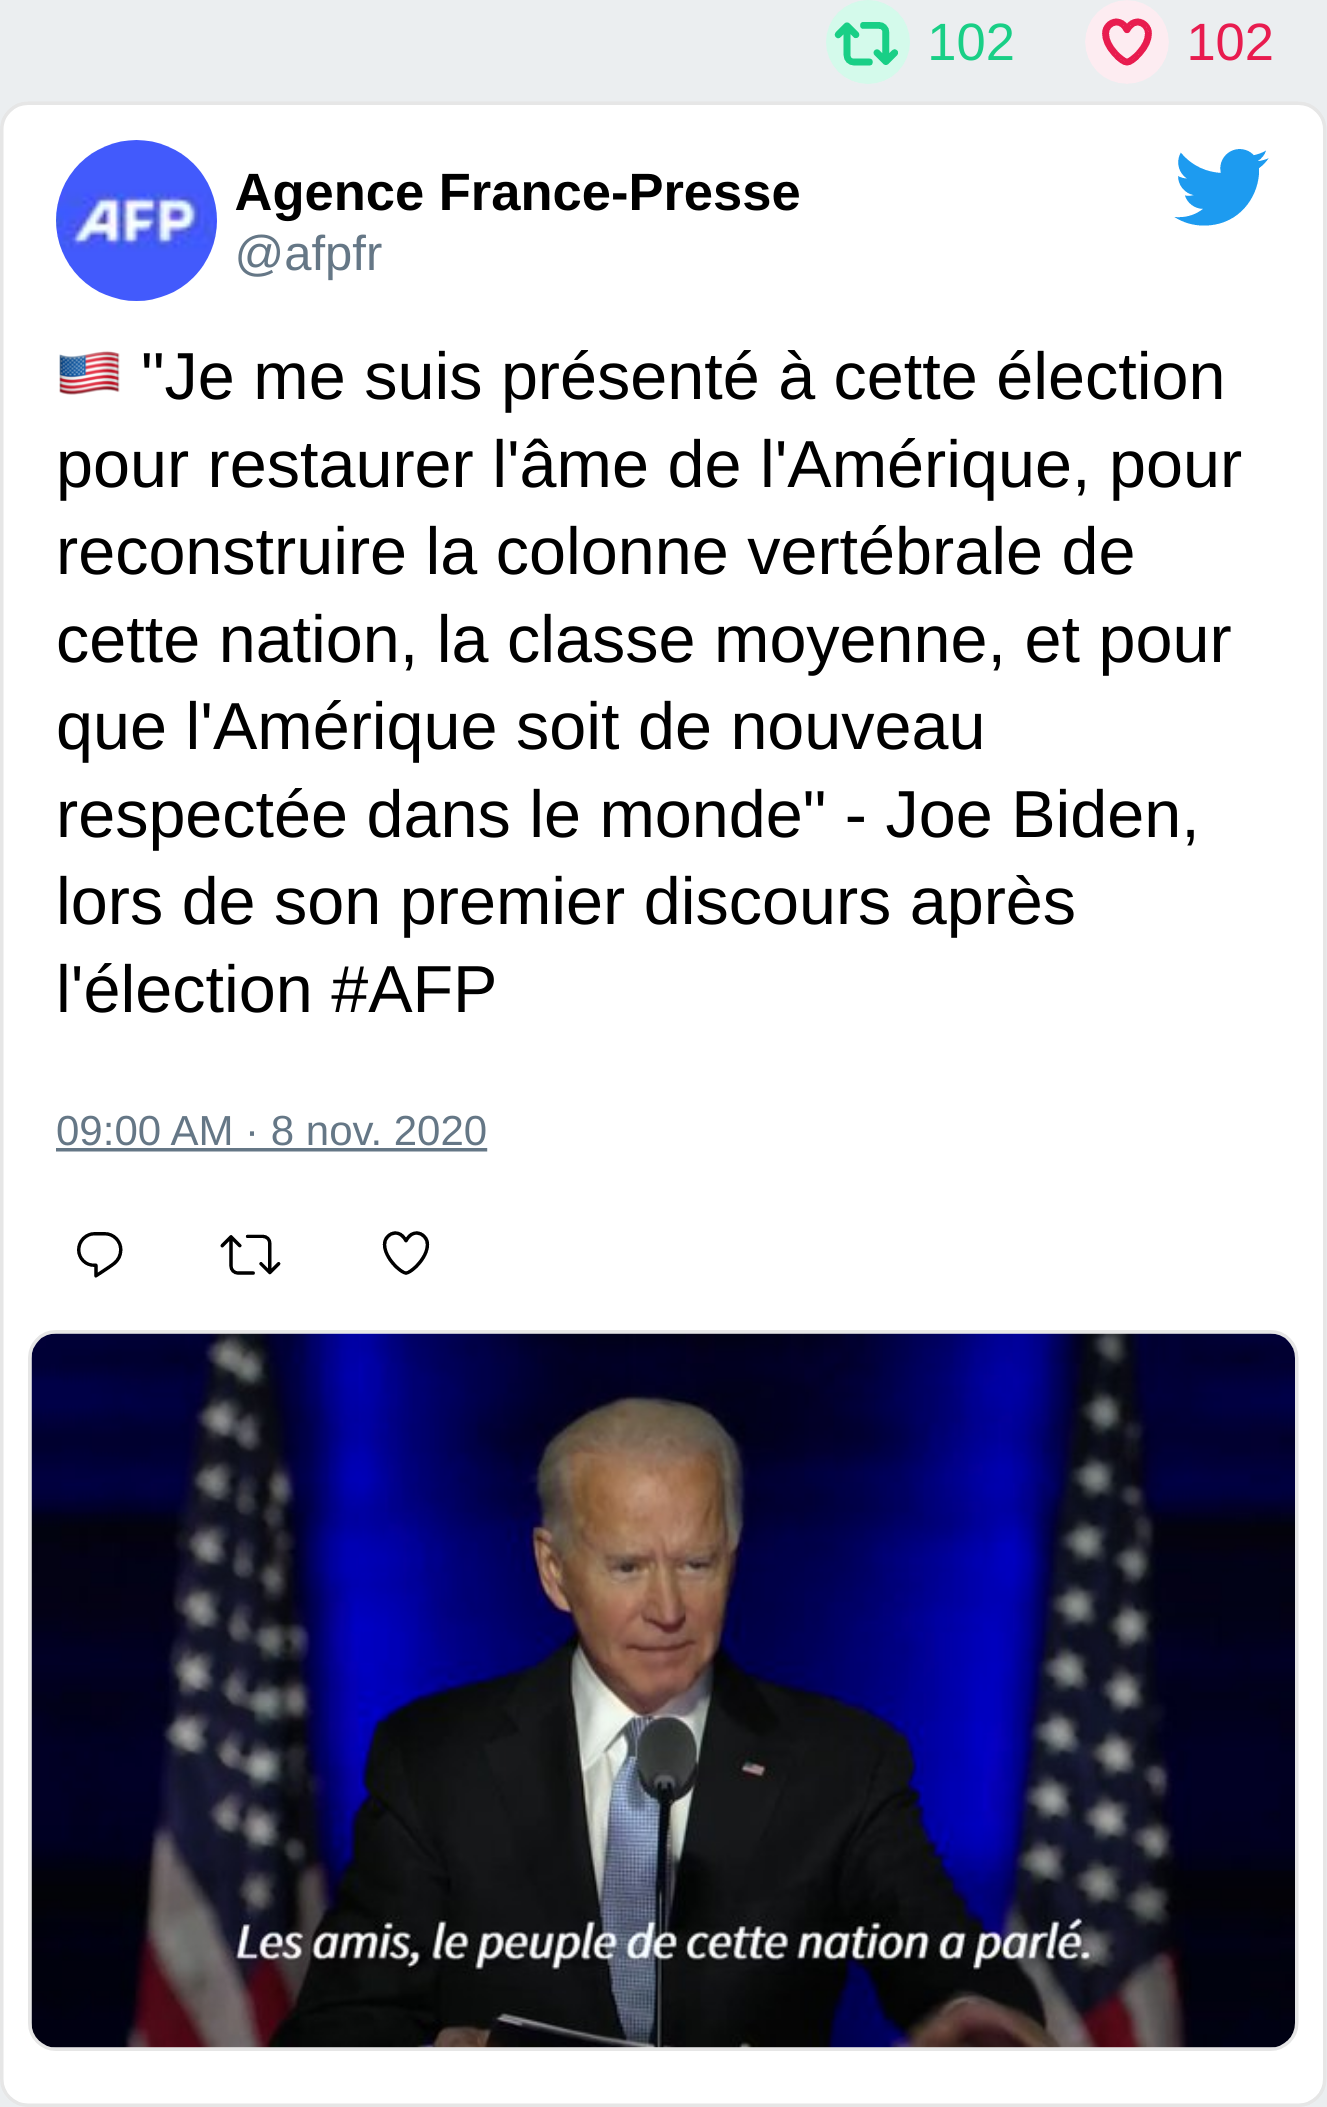 102 102
AFP
Agence France-Presse
@afpfr
🇺🇸 "Je me suis présenté à cette élection
pour restaurer l'âme de l'Amérique, pour
reconstruire la colonne vertébrale de
cette nation, la classe moyenne, et pour
que l'Amérique soit de nouveau
respectée dans le monde" - Joe Biden,
lors de son premier discours après
l'élection #AFP
09:00 AM · 8 nov. 2020
Les amis, le peuple de cette nation a parlé.